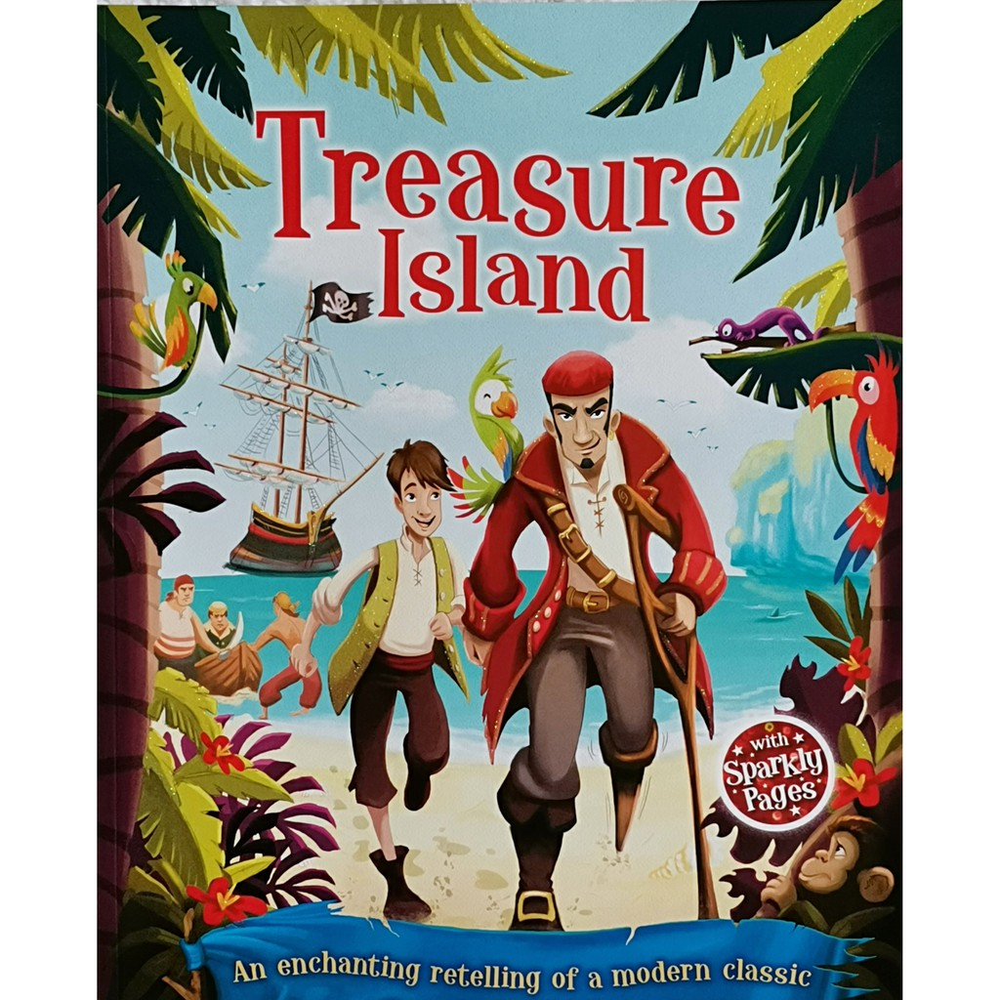 Treasure
Island
with
Sparkly
Pages
An enchanting retelling of a modern classic